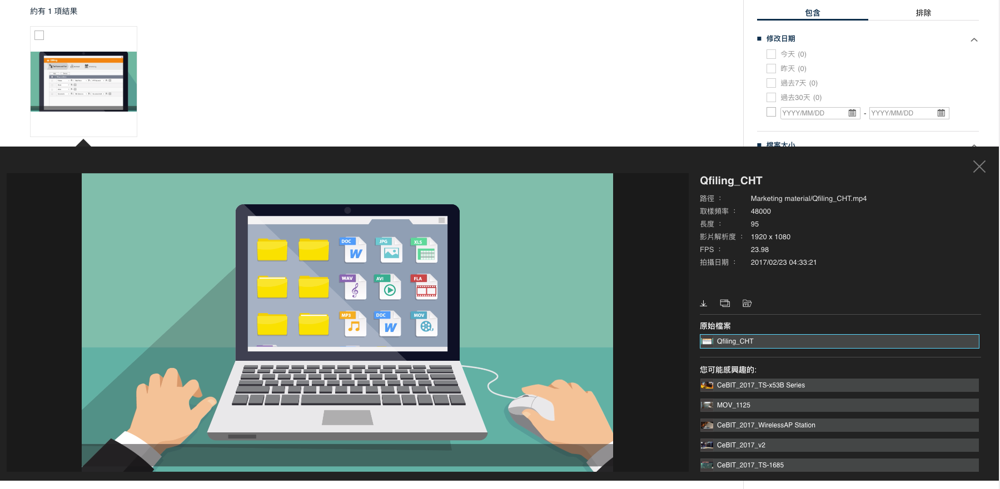 約有 1 項結果
包含
排除
修改日期
今天 (0)
昨天 (0)
過去7天 (0)
過去30天 (0)
YYYY/MM/DD - YYYY/MM/DD
檔案大小
Qfiling_CHT
路徑 : Marketing material/Qfiling_CHT.mp4
取樣頻率 : 48000
長度 : 95
影片解析度 : 1920 x 1080
FPS : 23.98
拍攝日期 : 2017/02/23 04:33:21
FS
原始檔案
Qfiling_CHT
您可能感興趣的:
CeBIT_2017_TS-x53B Series
MOV_1125
CeBIT_2017_WirelessAP Station
CeBIT_2017_v2
CeBIT_2017_TS-1685
DOC W JPG XLS
WAV AVI FLA
MP3 DOC W MOV